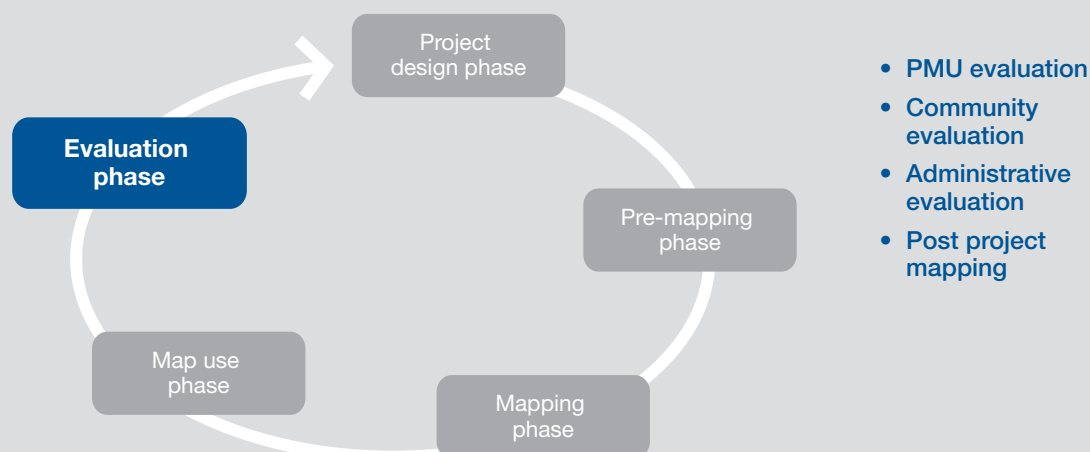 Project
design phase
Evaluation
phase
Pre-mapping
phase
Map use
phase
Mapping
phase
• PMU evaluation
• Community
evaluation
• Administrative
evaluation
• Post project
mapping